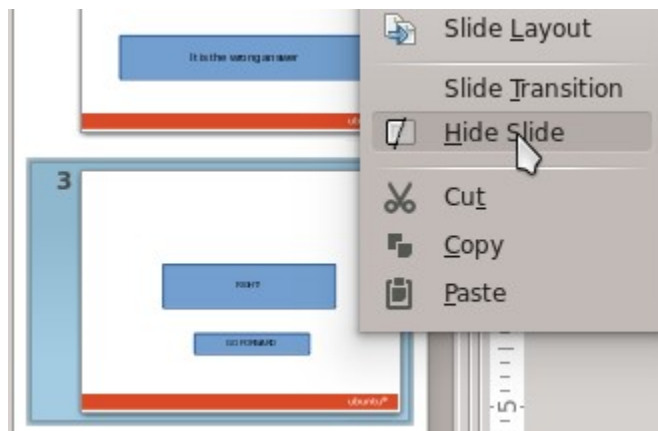 Slide Layout
It is the wrong answer
Slide Transition
Hide Slide
3
Cut
Copy
RIGHT
Paste
GO FORWARD
ubuntu
5